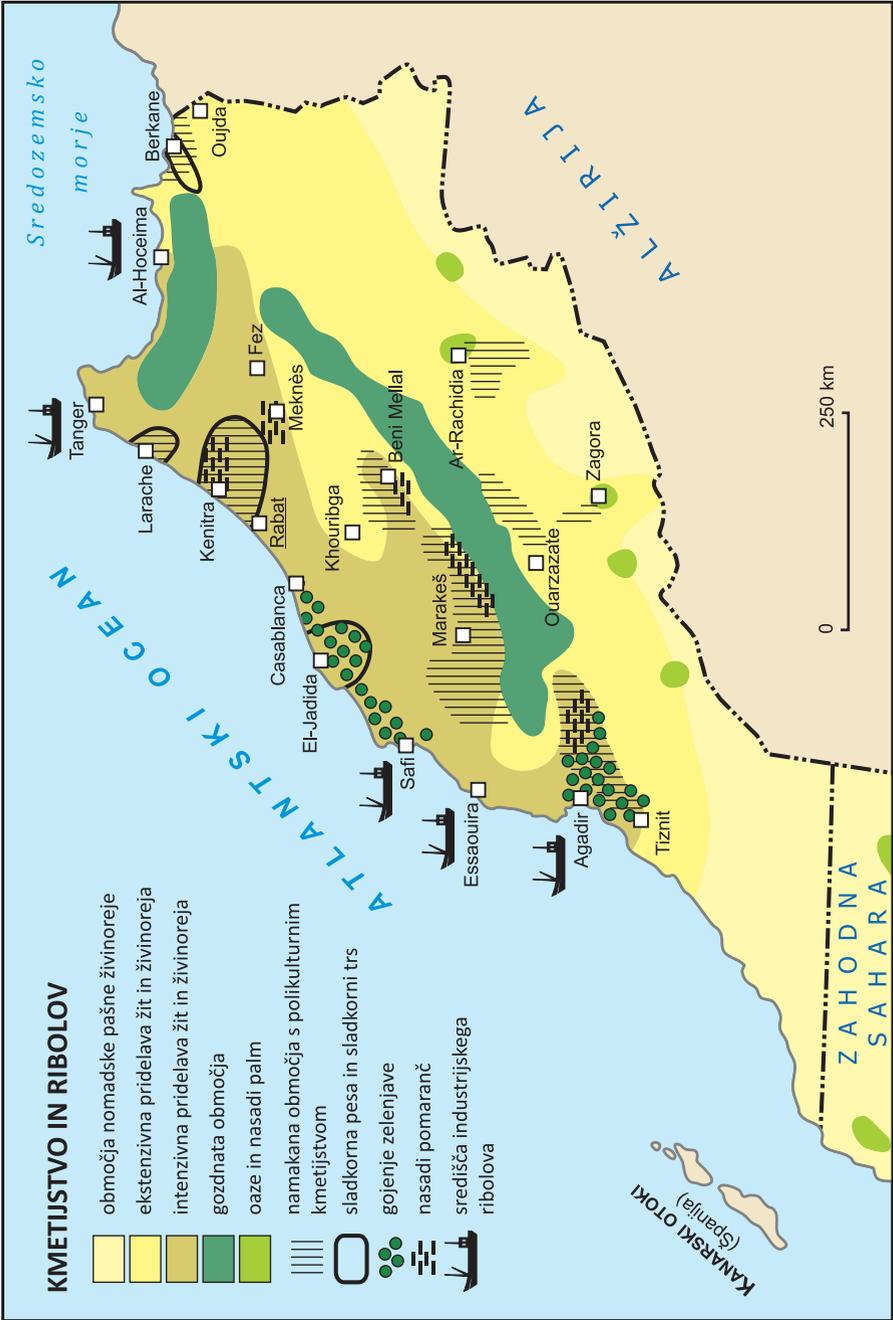 KMETIJSTVO IN RIBOLOV
območja nomadske pašne živinoreje
ekstenzivna pridelava žit in živinoreja
intenzivna pridelava žit in živinoreja
gozdnata območja
oaze in nasadi palm
namakana območja s polikulturnim
kmetijstvom
sladkorna pesa in sladkorni trs
gojenje zelenjave
nasadi pomaranč
središča industrijskega
ribolova
Sredozemsko
morje
ATLANTSKI OCEAN
Tanger
Al-Hoceima
Berkane
Oujda
Larache
Kenitra
Rabat
Fez
Meknès
Casablanca
El-Jadida
Khouribga
Beni Mellal
Safi
Marakeš
Ar-Rachidia
Essaouira
Ouarzazate
Zagora
Agadir
Tiznit
ALŽIRIJA
ZAHODNA
SAHARA
KANARSKI OTOKI
(Španija)
0
250 km